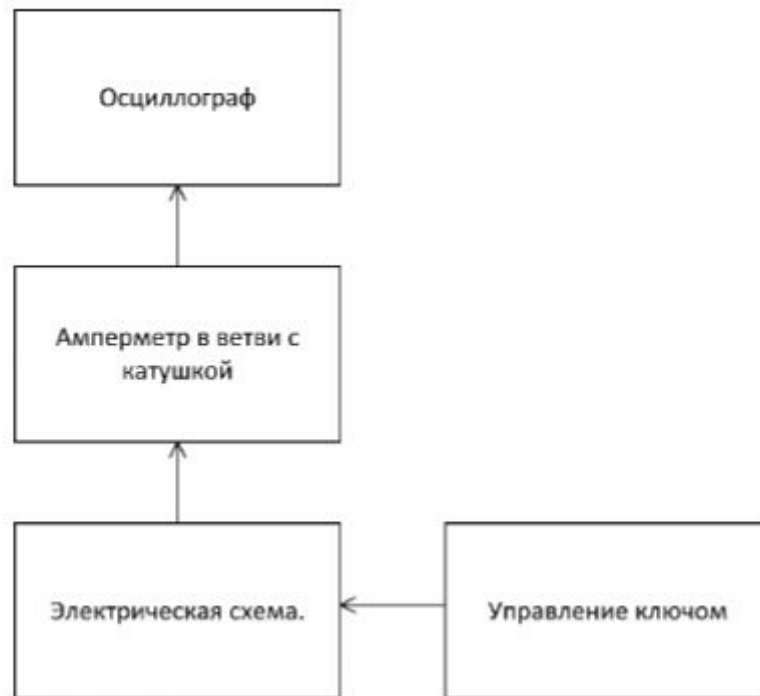 Осциллограф
Амперметр в ветви с
катушкой
Электрическая схема.
Управление ключом